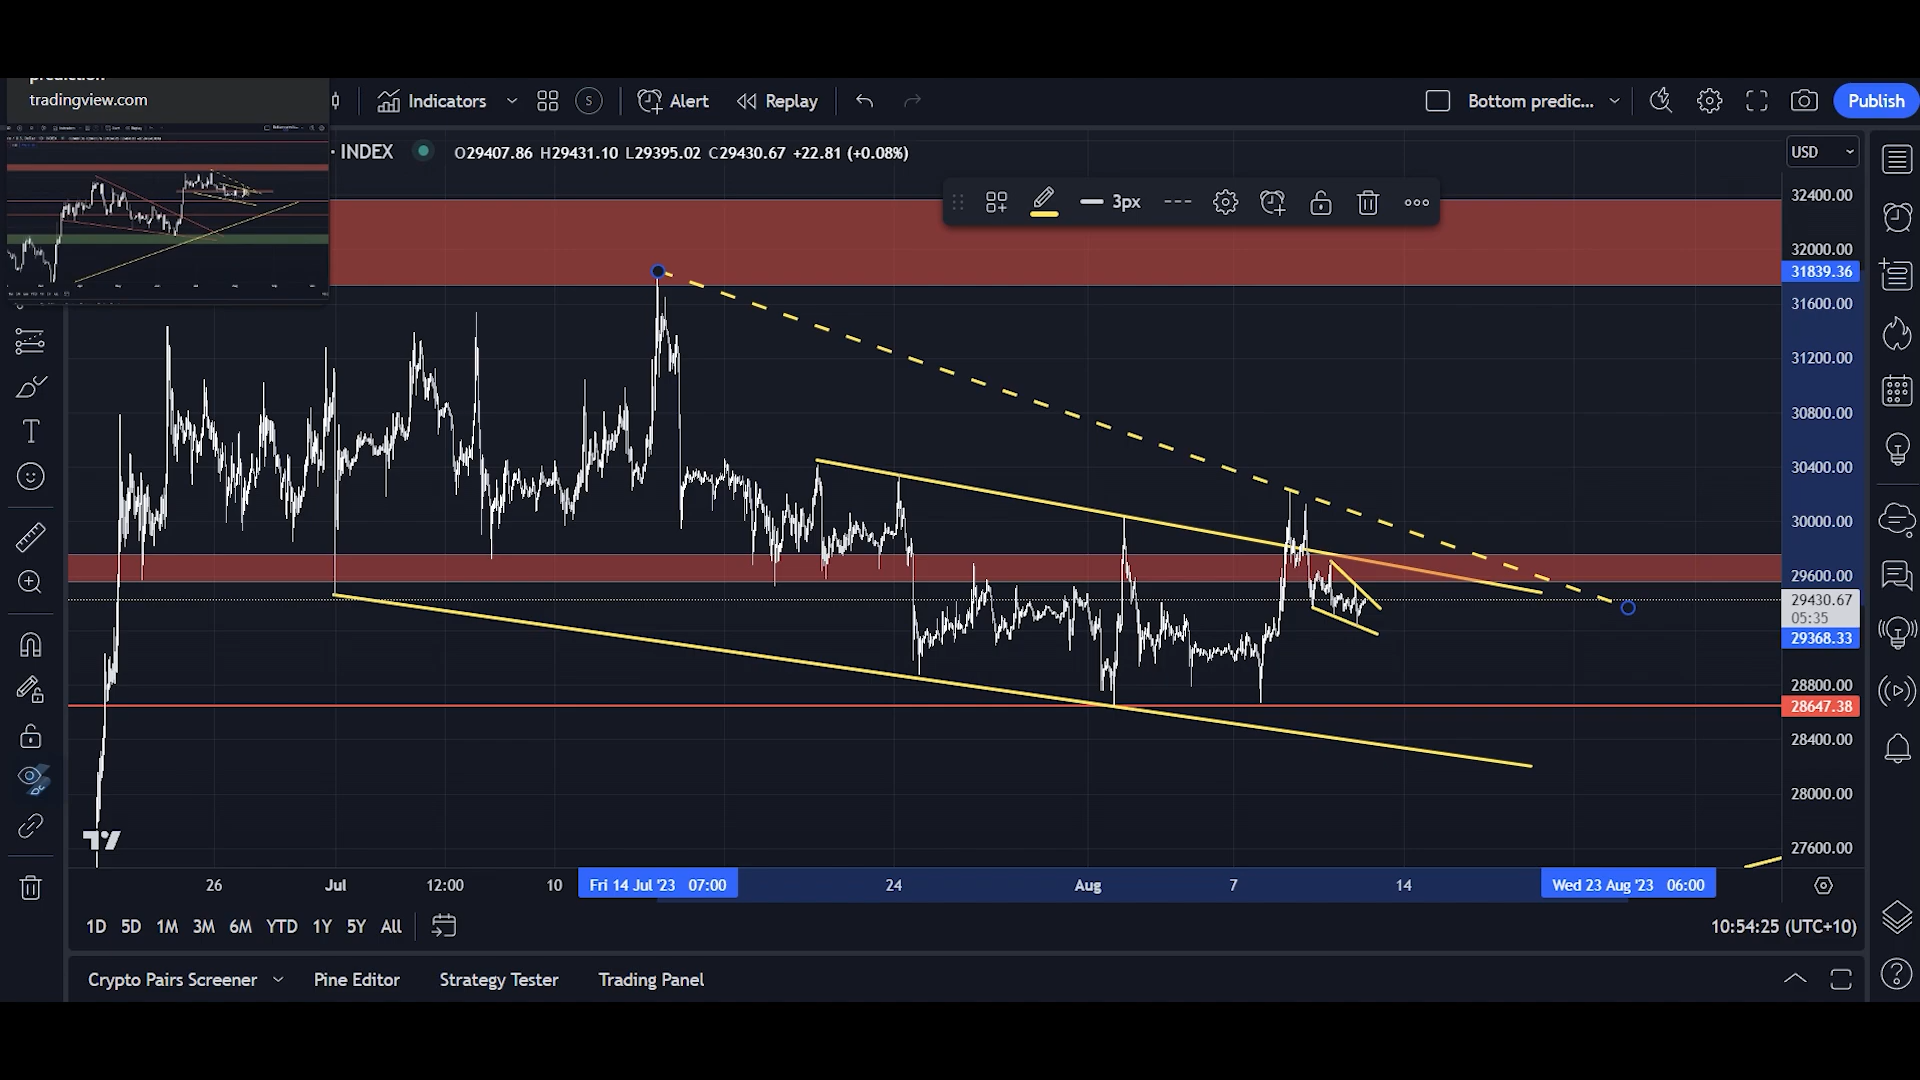 prediction
tradingview.com
Indicators
S
Alert
Replay
Bottom predic...
Publish
INDEX
O29407.86 H29431.10 L29395.02 C29430.67 +22.81 (+0.08%)
USD
3px
32400.00
32000.00
31839.36
31600.00
31200.00
30800.00
30400.00
30000.00
29600.00
29430.67
05:35
29368.33
28800.00
28647.38
28400.00
28000.00
27600.00
26
Jul
12:00
10
Fri 14 Jul '23 07:00
24
Aug
7
14
Wed 23 Aug '23 06:00
1D 5D 1M 3M 6M YTD 1Y 5Y All
10:54:25 (UTC+10)
Crypto Pairs Screener
Pine Editor
Strategy Tester
Trading Panel